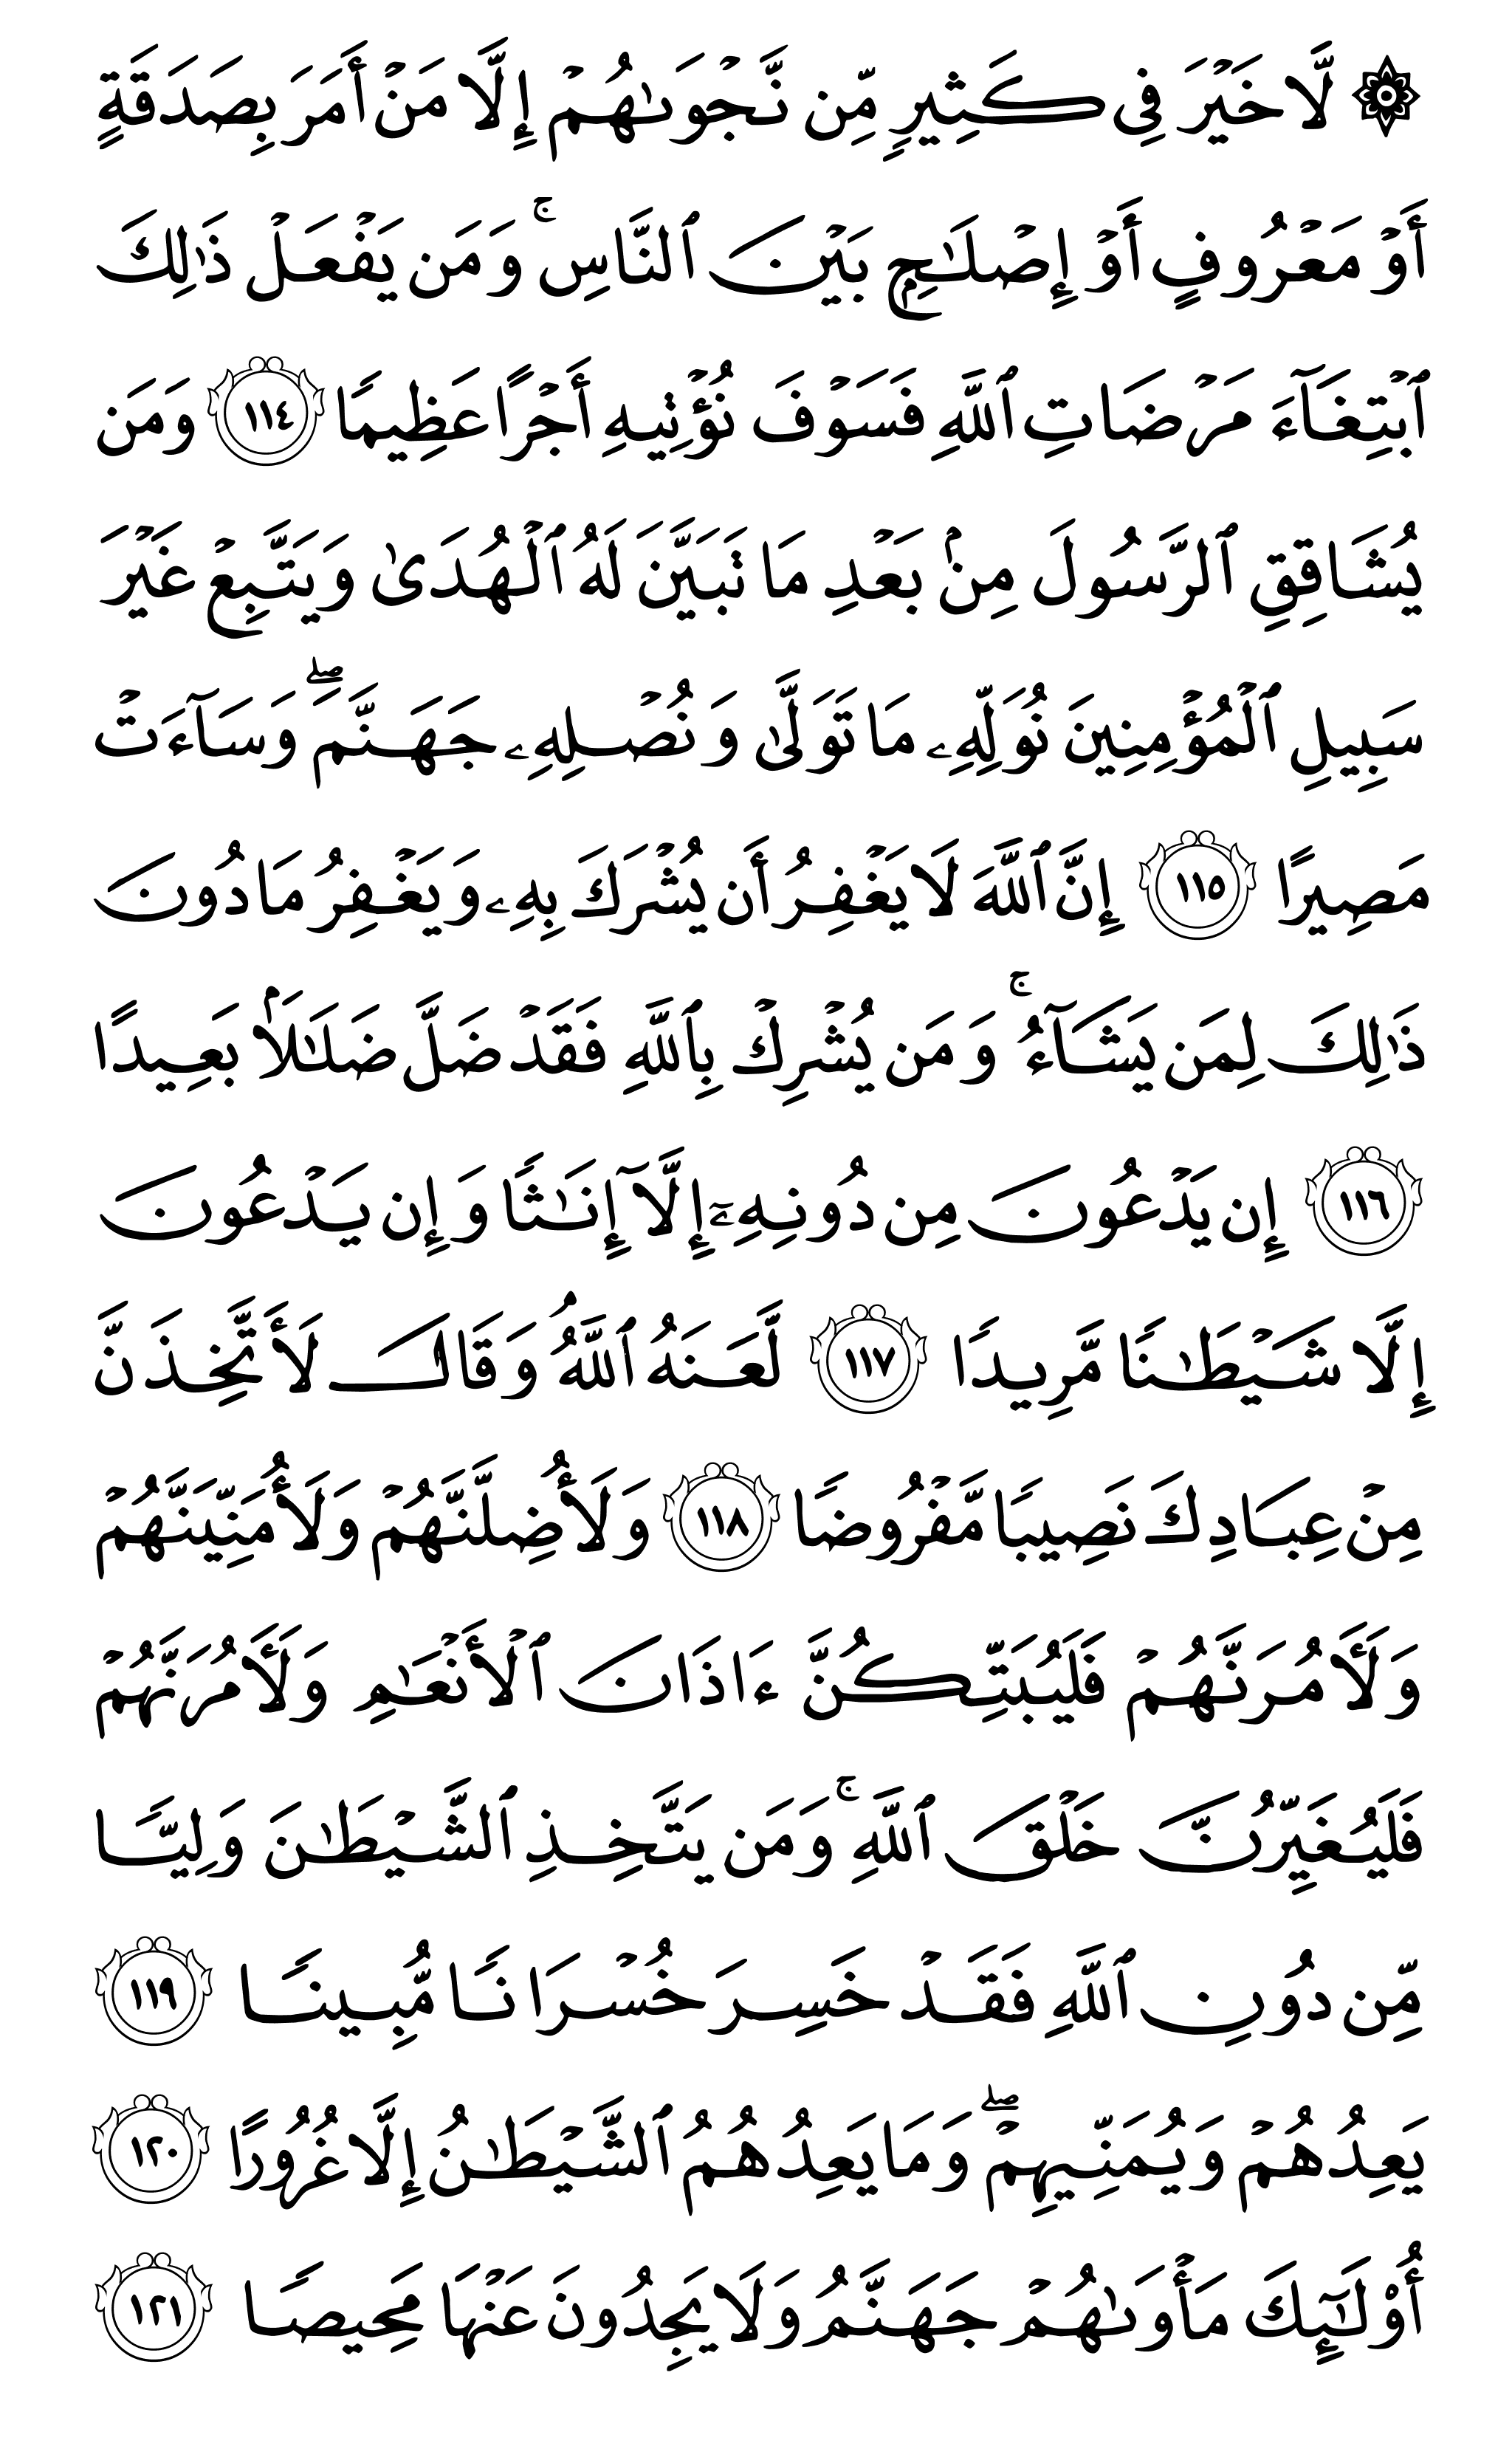 ۞ لَّا خَيْرَ فِى كَثِيرٍ مِّن نَّجْوَىٰهُمْ إِلَّا مَنْ أَمَرَ بِصَدَقَةٍ
أَوْ مَعْرُوفٍ أَوْ إِصْلَٰحٍۭ بَيْنَ ٱلنَّاسِ ۚ وَمَن يَفْعَلْ ذَٰلِكَ
ٱبْتِغَآءَ مَرْضَاتِ ٱللَّهِ فَسَوْفَ نُؤْتِيهِ أَجْرًا عَظِيمًا ١١٤ وَمَن
يُشَاقِقِ ٱلرَّسُولَ مِنۢ بَعْدِ مَا تَبَيَّنَ لَهُ ٱلْهُدَىٰ وَيَتَّبِعْ غَيْرَ
سَبِيلِ ٱلْمُؤْمِنِينَ نُوَلِّهِۦ مَا تَوَلَّىٰ وَنُصْلِهِۦ جَهَنَّمَ ۖ وَسَآءَتْ
مَصِيرًا ١١٥ إِنَّ ٱللَّهَ لَا يَغْفِرُ أَن يُشْرَكَ بِهِۦ وَيَغْفِرُ مَا دُونَ
ذَٰلِكَ لِمَن يَشَآءُ ۚ وَمَن يُشْرِكْ بِٱللَّهِ فَقَدْ ضَلَّ ضَلَٰلًۢا بَعِيدًا
١١٦ إِن يَدْعُونَ مِن دُونِهِۦٓ إِلَّآ إِنَٰثًا وَإِن يَدْعُونَ
إِلَّا شَيْطَٰنًا مَّرِيدًا ١١٧ لَّعَنَهُ ٱللَّهُ ۘ وَقَالَ لَأَتَّخِذَنَّ
مِنْ عِبَادِكَ نَصِيبًا مَّفْرُوضًا ١١٨ وَلَأُضِلَّنَّهُمْ وَلَأُمَنِّيَنَّهُمْ
وَلَءَامُرَنَّهُمْ فَلَيُبَتِّكُنَّ ءَاذَانَ ٱلْأَنْعَٰمِ وَلَءَامُرَنَّهُمْ
فَلَيُغَيِّرُنَّ خَلْقَ ٱللَّهِ ۚ وَمَن يَتَّخِذِ ٱلشَّيْطَٰنَ وَلِيًّا
مِّن دُونِ ٱللَّهِ فَقَدْ خَسِرَ خُسْرَانًا مُّبِينًا ١١٩
يَعِدُهُمْ وَيُمَنِّيهِمْ ۖ وَمَا يَعِدُهُمُ ٱلشَّيْطَٰنُ إِلَّا غُرُورًا ١٢٠
أُو۟لَٰٓئِكَ مَأْوَىٰهُمْ جَهَنَّمُ وَلَا يَجِدُونَ عَنْهَا مَحِيصًا ١٢١